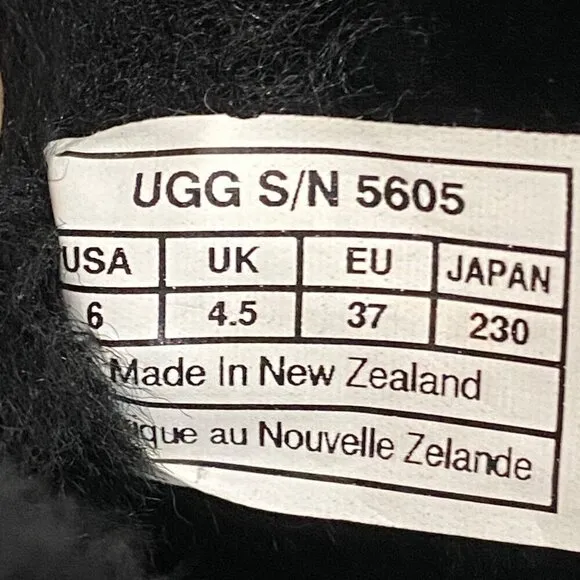 UGG S/N 5605
USA UK EU JAPAN
6 4.5 37 230
Made In New Zealand
au Nouvelle Zelande